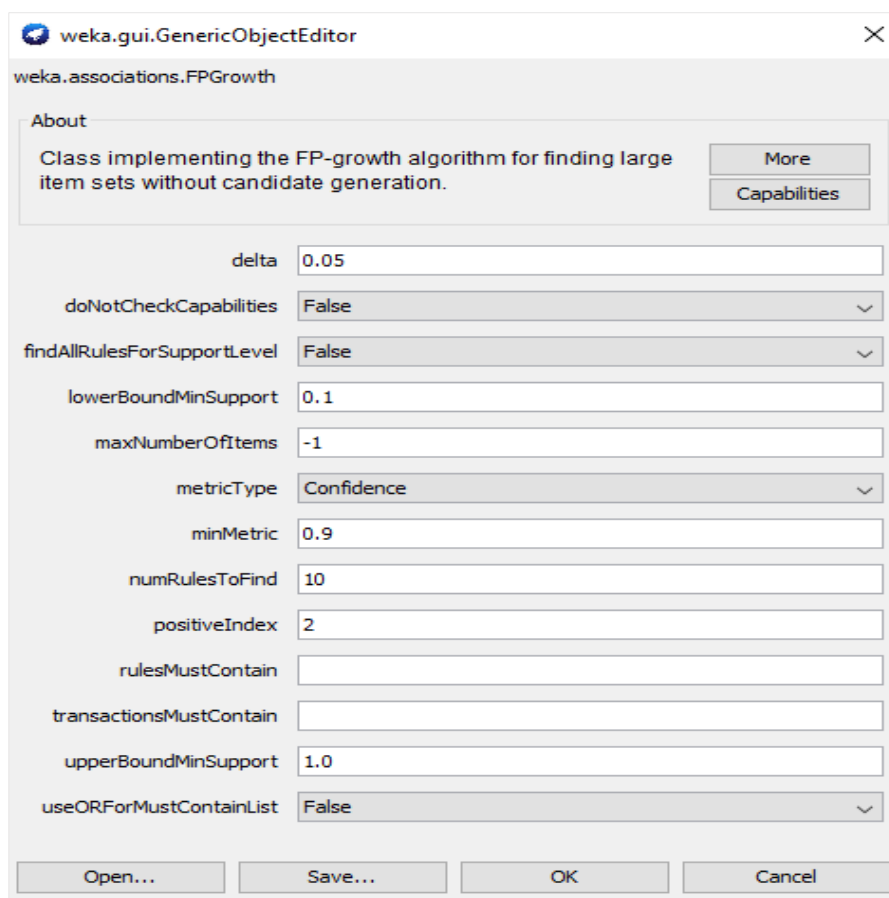 weka.gui.GenericObjectEditor
weka.associations.FPGrowth
About
Class implementing the FP-growth algorithm for finding large
item sets without candidate generation.
More
Capabilities
delta 0.05
doNotCheckCapabilities False
findAllRulesForSupportLevel False
lowerBoundMinSupport 0.1
maxNumberOfItems -1
metricType Confidence
minMetric 0.9
numRulesToFind 10
positiveIndex 2
rulesMustContain
transactionsMustContain
upperBoundMinSupport 1.0
useORForMustContainList False
Open... Save... OK Cancel